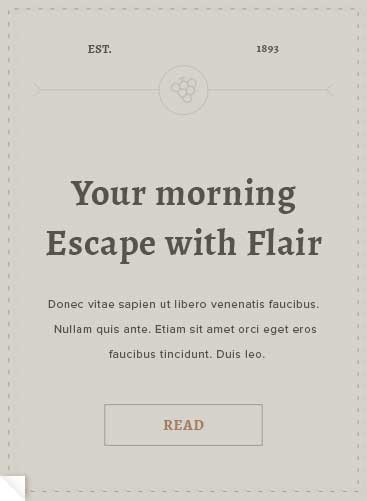 EST. 1893
Your morning
Escape with Flair
Donec vitae sapien ut libero venenatis faucibus.
Nullam quis ante. Etiam sit amet orci eget eros
faucibus tincidunt. Duis leo.
READ